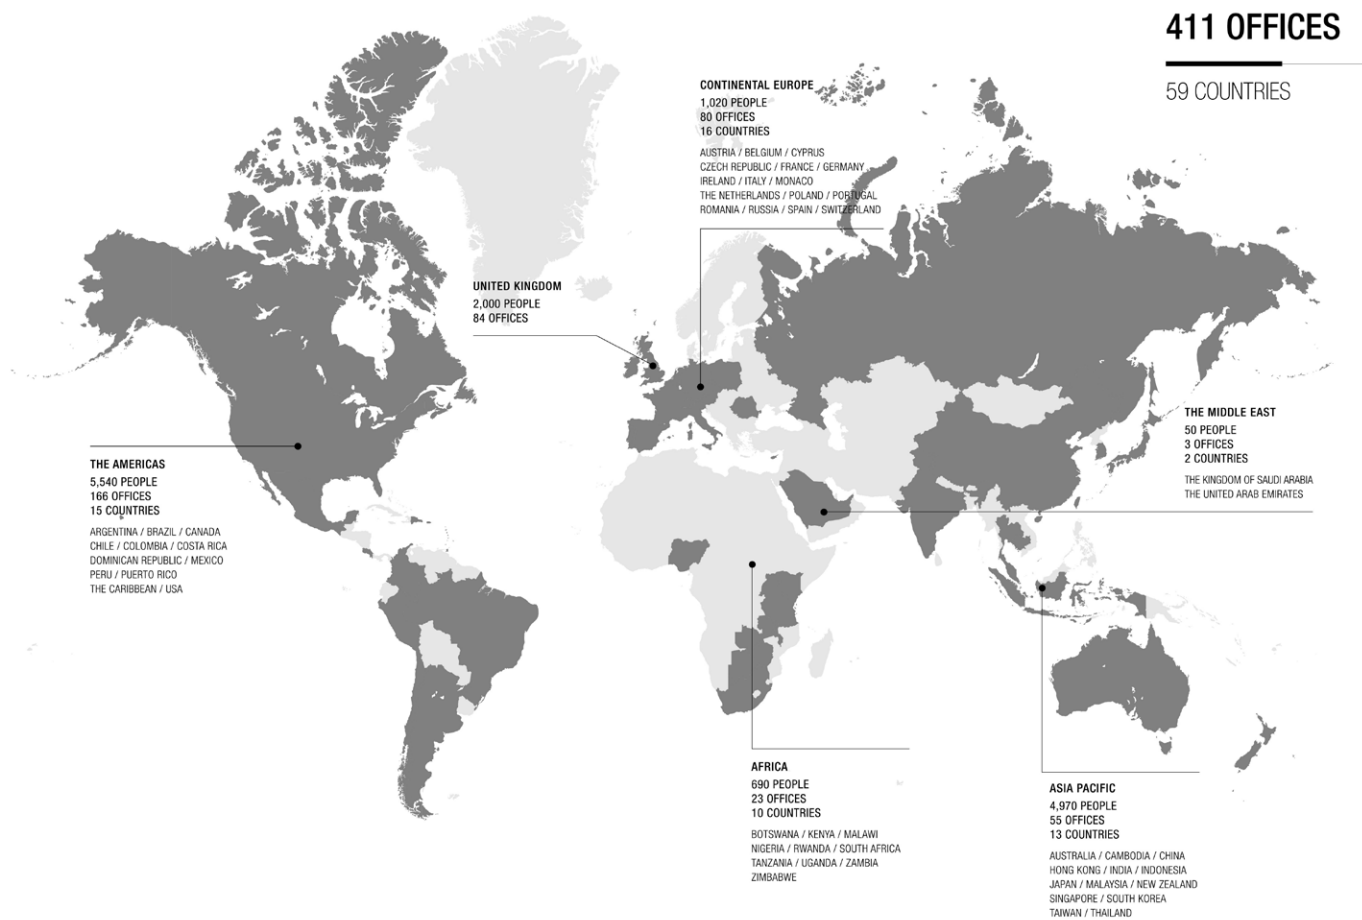 411 OFFICES
59 COUNTRIES
CONTINENTAL EUROPE
1,020 PEOPLE
80 OFFICES
16 COUNTRIES
AUSTRIA / BELGIUM / CYPRUS
CZECH REPUBLIC / FRANCE / GERMANY
IRELAND / ITALY / MONACO
THE NETHERLANDS / POLAND / PORTUGAL
ROMANIA / RUSSIA / SPAIN / SWITZERLAND
UNITED KINGDOM
2,000 PEOPLE
84 OFFICES
THE MIDDLE EAST
50 PEOPLE
3 OFFICES
2 COUNTRIES
THE KINGDOM OF SAUDI ARABIA
THE UNITED ARAB EMIRATES
THE AMERICAS
5,540 PEOPLE
166 OFFICES
15 COUNTRIES
ARGENTINA / BRAZIL / CANADA
CHILE / COLOMBIA / COSTA RICA
DOMINICAN REPUBLIC / MEXICO
PERU / PUERTO RICO
THE CARIBBEAN / USA
AFRICA
690 PEOPLE
23 OFFICES
10 COUNTRIES
BOTSWANA / KENYA / MALAWI
NIGERIA / RWANDA / SOUTH AFRICA
TANZANIA / UGANDA / ZAMBIA
ZIMBABWE
ASIA PACIFIC
4,970 PEOPLE
55 OFFICES
13 COUNTRIES
AUSTRALIA / CAMBODIA / CHINA
HONG KONG / INDIA / INDONESIA
JAPAN / MALAYSIA / NEW ZEALAND
SINGAPORE / SOUTH KOREA
TAIWAN / THAILAND